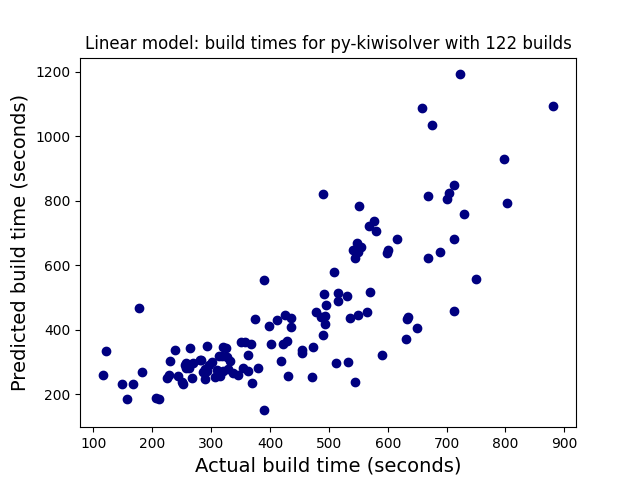 Linear model: build times for py-kiwisolver with 122 builds
1200
1000
800
600
400
200
Predicted build time (seconds)
100 200 300 400 500 600 700 800 900
Actual build time (seconds)